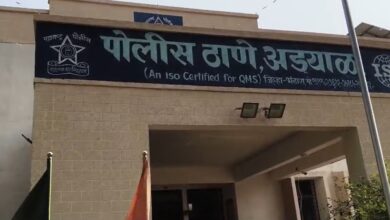 पोलीस ठाणे, अड्याळ
(An Iso Certified For QMS) जिल्हा-भंडारा